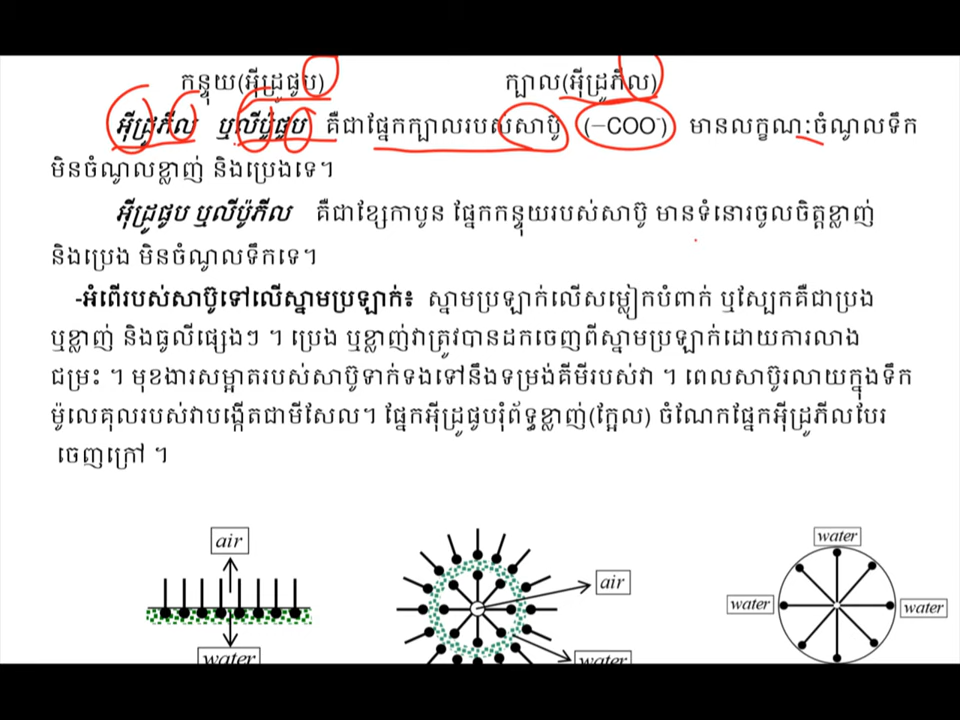 កន្ទុយ(អ៊ីដ្រូផូប) ក្បាល(អ៊ីដ្រូភីល)
អ៊ីដ្រូភីល ឬលីប៉ូផូប គឺជាផ្នែកក្បាលរបស់សាប៊ូ (–COO⁻) មានលក្ខណៈចំណូលទឹក
មិនចំណូលខ្លាញ់ និងប្រេងទេ។
អ៊ីដ្រូផូប ឬលីប៉ូភីល គឺជាខ្សែកាបូន ផ្នែកកន្ទុយរបស់សាប៊ូ មានទំនោរចូលចិត្តខ្លាញ់
និងប្រេង មិនចំណូលទឹកទេ។
-អំពើរបស់សាប៊ូទៅលើស្នាមប្រឡាក់៖ ស្នាមប្រឡាក់លើសម្លៀកបំពាក់ ឬស្បែកគឺជាប្រេង
ឬខ្លាញ់ និងធូលីផ្សេងៗ ។ ប្រេង ឬខ្លាញ់វាត្រូវបានដកចេញពីស្នាមប្រឡាក់ដោយការលាង
ជម្រះ ។ មុខងារសម្អាតរបស់សាប៊ូទាក់ទងទៅនឹងទម្រង់គីមីរបស់វា ។ ពេលសាប៊ូរលាយក្នុងទឹក
ម៉ូលេគុលរបស់វាបង្កើតជាមីសែល។ ផ្នែកអ៊ីដ្រូផូបរុំព័ទ្ធខ្លាញ់(ក្អែល) ចំណែកផ្នែកអ៊ីដ្រូភីលបែរ
ចេញក្រៅ ។
air
water
air
water
water
water
water